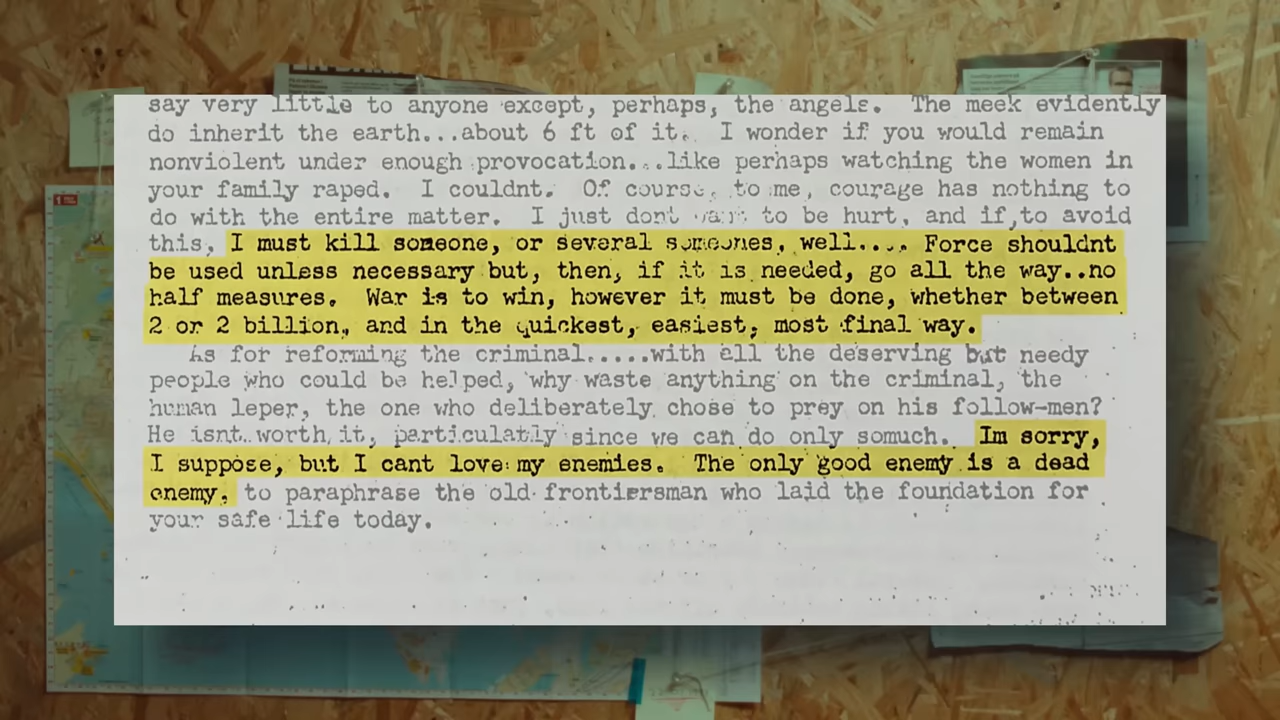 say very little to anyone except, perhaps, the angels. The meek evidently
do inherit the earth...about 6 ft of it. I wonder if you would remain
nonviolent under enough provocation...like perhaps watching the women in
your family raped. I couldnt. Of course, to me, courage has nothing to
do with the entire matter. I just dont want to be hurt, and if, to avoid
this, I must kill someone, or several someones, well.... Force shouldnt
be used unless necessary but, then, if it is needed, go all the way..no
half measures. War is to win, however it must be done, whether between
2 or 2 billion, and in the quickest, easiest, most final way.
As for reforming the criminal.....with all the deserving but needy
people who could be helped, why waste anything on the criminal, the
human leper, the one who deliberately chose to prey on his follow-men?
He isnt worth it, particulatly since we can do only somuch. Im sorry,
I suppose, but I cant love my enemies. The only good enemy is a dead
enemy, to paraphrase the old frontiersman who laid the foundation for
your safe life today.